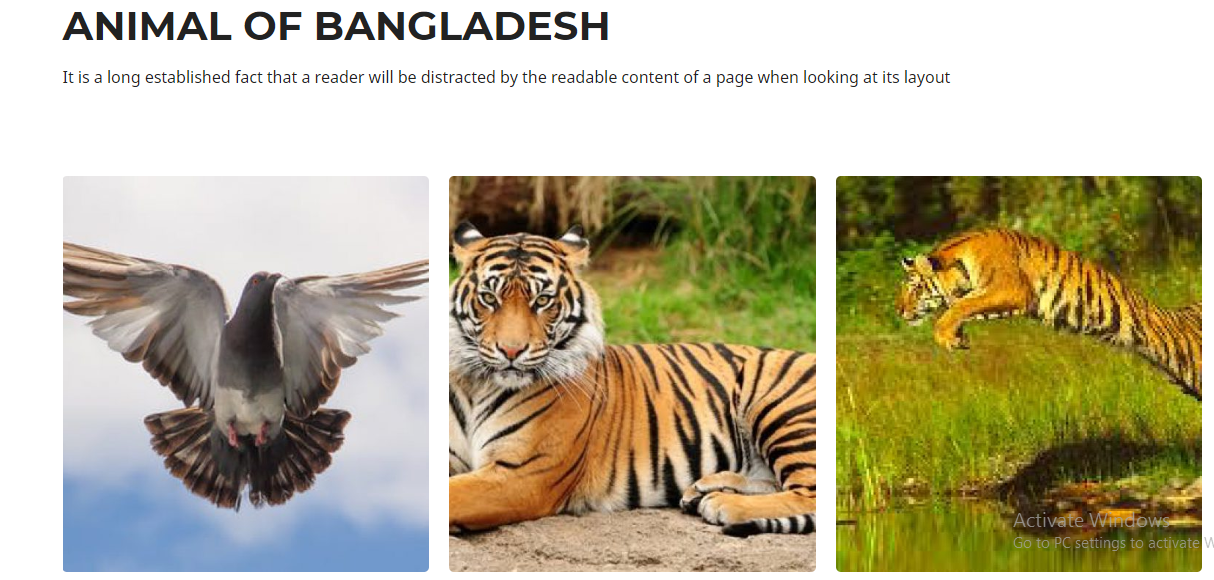 ANIMAL OF BANGLADESH
It is a long established fact that a reader will be distracted by the readable content of a page when looking at its layout
Activate Windows
Go to PC settings to activate W